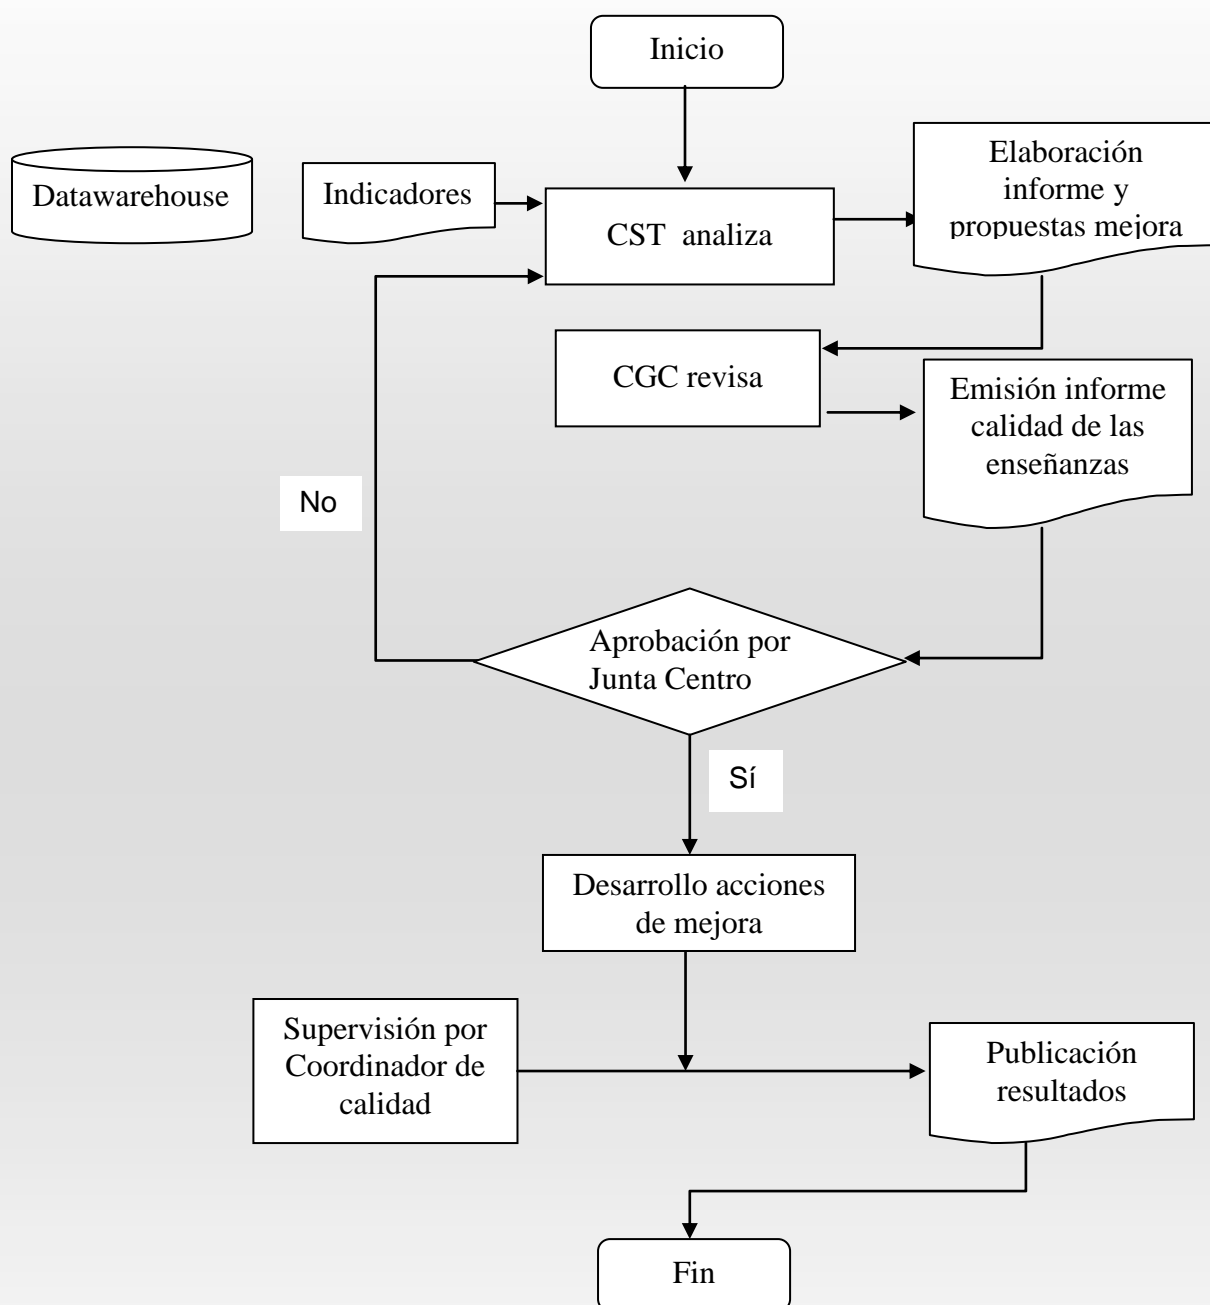 Inicio
Datawarehouse
Indicadores
CST analiza
Elaboración
informe y
propuestas mejora
CGC revisa
Emisión informe
calidad de las
enseñanzas
No
Aprobación por
Junta Centro
Sí
Desarrollo acciones
de mejora
Supervisión por
Coordinador de
calidad
Publicación
resultados
Fin